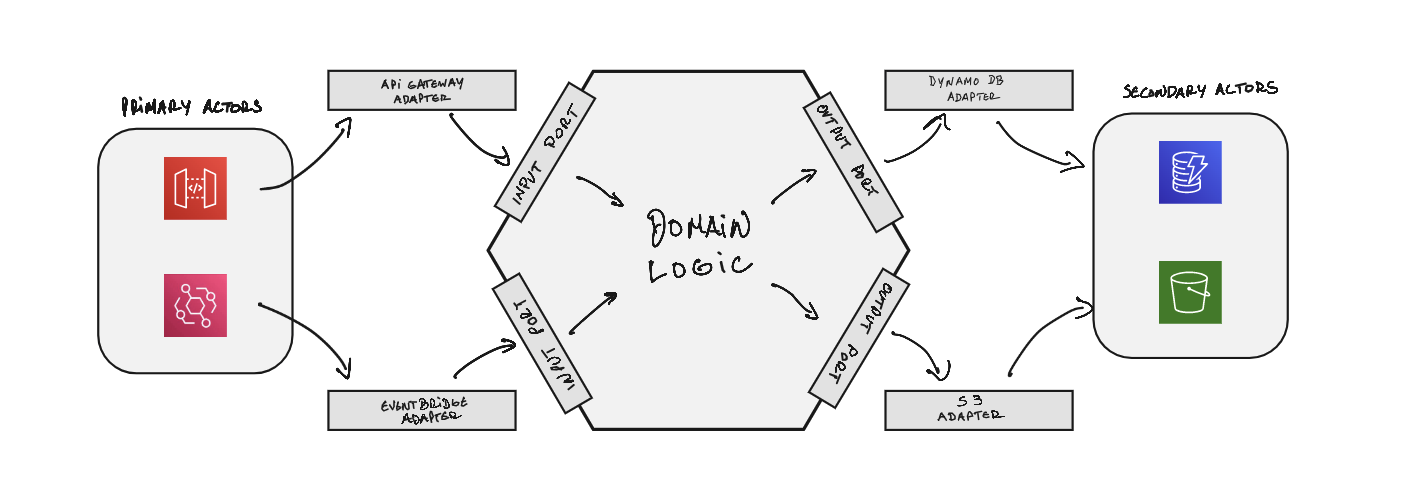 PRIMARY ACTORS
API GATEWAY
ADAPTER
INPUT PORT
DOMAIN
LOGIC
INPUT PORT
EVENTBRIDGE
ADAPTER
OUTPUT PORT
DYNAMO DB
ADAPTER
OUTPUT PORT
S3
ADAPTER
SECONDARY ACTORS